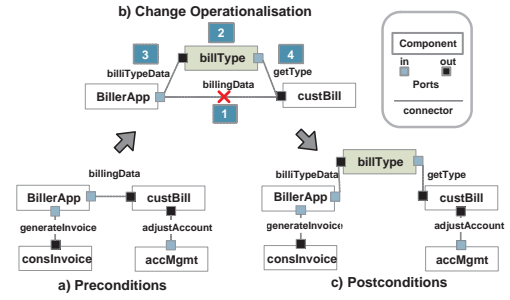 b) Change Operationalisation
2
3
4
billType
billiTypeData
getType
billingData
BillerApp
custBill
1
Component
in out
Ports
connector
billingData
BillerApp
custBill
generateInvoice
adjustAccount
consInvoice
accMgmt
a) Preconditions
billType
billiTypeData
getType
BillerApp
custBill
generateInvoice
adjustAccount
consInvoice
accMgmt
c) Postconditions